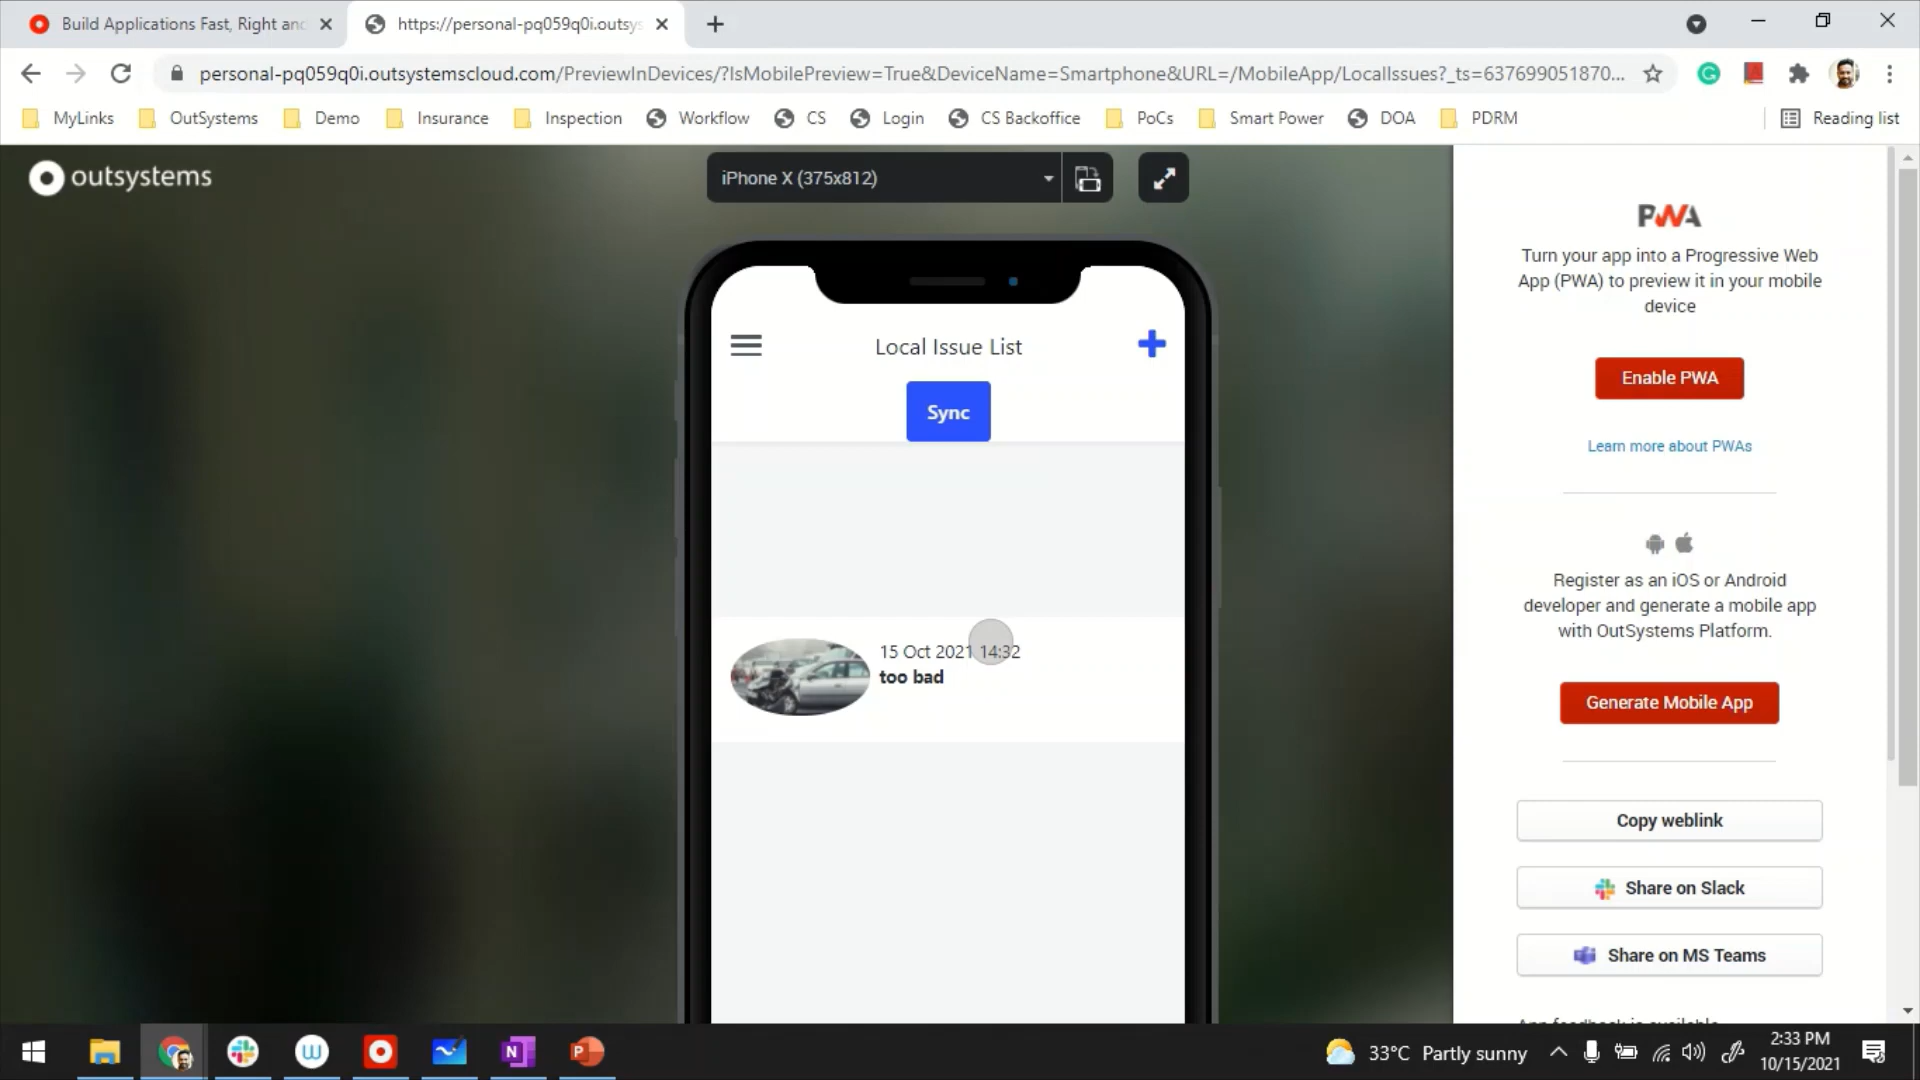 Build Applications Fast, Right and
https://personal-pq059q0i.outsys
personal-pq059q0i.outsystemscloud.com/PreviewInDevices/?IsMobilePreview=True&DeviceName=Smartphone&URL=/MobileApp/LocalIssues?_ts=637699051870...
MyLinks OutSystems Demo Insurance Inspection Workflow CS Login CS Backoffice PoCs Smart Power DOA PDRM Reading list
outsystems
iPhone X (375x812)
Local Issue List
Sync
15 Oct 2021 14:32
too bad
PWA
Turn your app into a Progressive Web
App (PWA) to preview it in your mobile
device
Enable PWA
Learn more about PWAs
Register as an iOS or Android
developer and generate a mobile app
with OutSystems Platform.
Generate Mobile App
Copy weblink
Share on Slack
Share on MS Teams
33°C Partly sunny
2:33 PM
10/15/2021